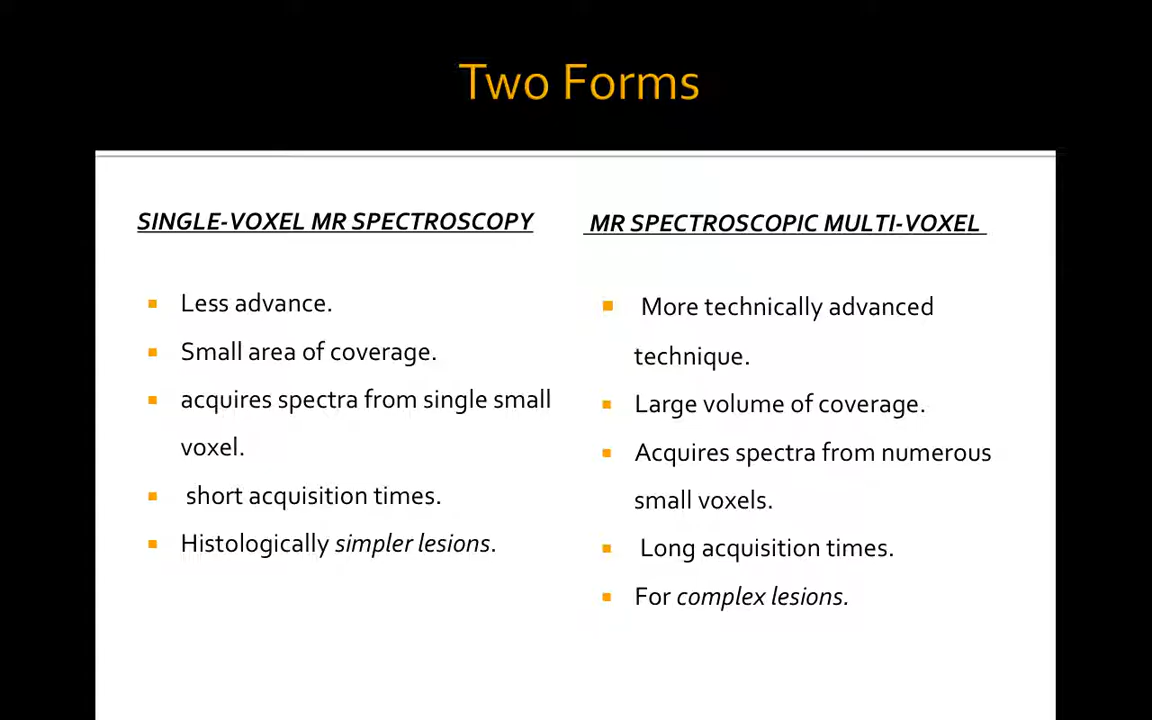 Two Forms
SINGLE-VOXEL MR SPECTROSCOPY
Less advance.
Small area of coverage.
acquires spectra from single small
voxel.
short acquisition times.
Histologically simpler lesions.
MR SPECTROSCOPIC MULTI-VOXEL
More technically advanced
technique.
Large volume of coverage.
Acquires spectra from numerous
small voxels.
Long acquisition times.
For complex lesions.